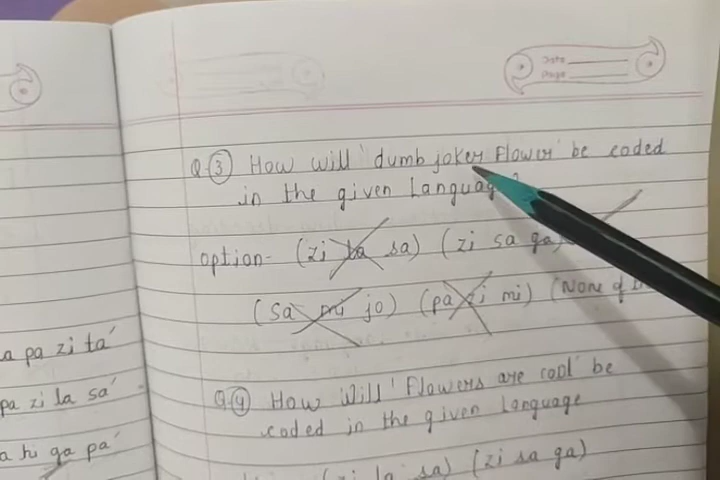 Date
Page
Q.③ How will 'dumb joker flower' be coded
in the given Language?
option- (zi ta sa) (zi sa ga)
(sa mi jo) (pa zi mi) (None of
a pa zi ta'
Q.④ How Will 'Flowers are cool' be
pa zi la sa'
coded in the given language
a hi ga pa'
(zi la sa) (zi sa ga)